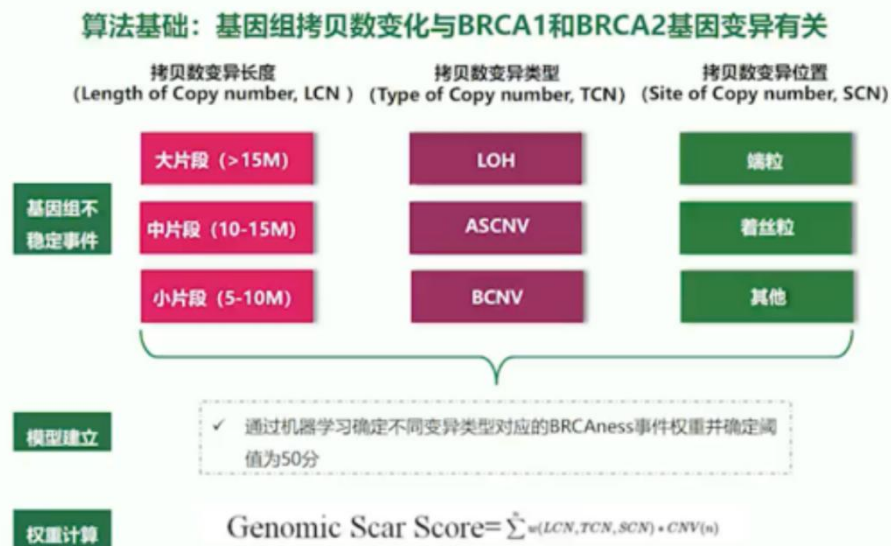 算法基础：基因组拷贝数变化与BRCA1和BRCA2基因变异有关
拷贝数变异长度
(Length of Copy number, LCN )
拷贝数变异类型
(Type of Copy number, TCN)
拷贝数变异位置
(Site of Copy number, SCN)
基因组不
稳定事件
大片段（>15M）
LOH
端粒
中片段（10-15M）
ASCNV
着丝粒
小片段（5-10M）
BCNV
其他
模型建立
✓ 通过机器学习确定不同变异类型对应的BRCAness事件权重并确定阈
值为50分
权重计算
Genomic Scar Score=∑ⁿ w(LCN,TCN,SCN)*CNV(n)